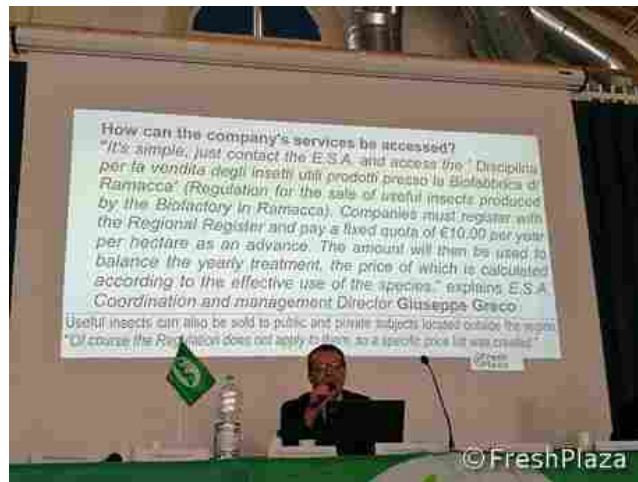 How can the company's services be accessed?
"It's simple, just contact the E.S.A. and access the ' Disciplina
per la vendita degli insetti utili prodotti presso la Biofabbrica di
Ramacca' (Regulation for the sale of useful insects produced
by the Biofactory in Ramacca). Companies must register with
the Regional Register and pay a fixed quota of €10.00 per year
per hectare as an advance. The amount will then be used to
balance the yearly treatment, the price of which is calculated
according to the effective use of the species." explains E.S.A.
Coordination and management Director Giuseppe Greco.
Useful insects can also be sold to public and private subjects located outside the region.
"Of course the Regulation does not apply to them, so a specific price list was created"
Fresh
Plaza
©FreshPlaza